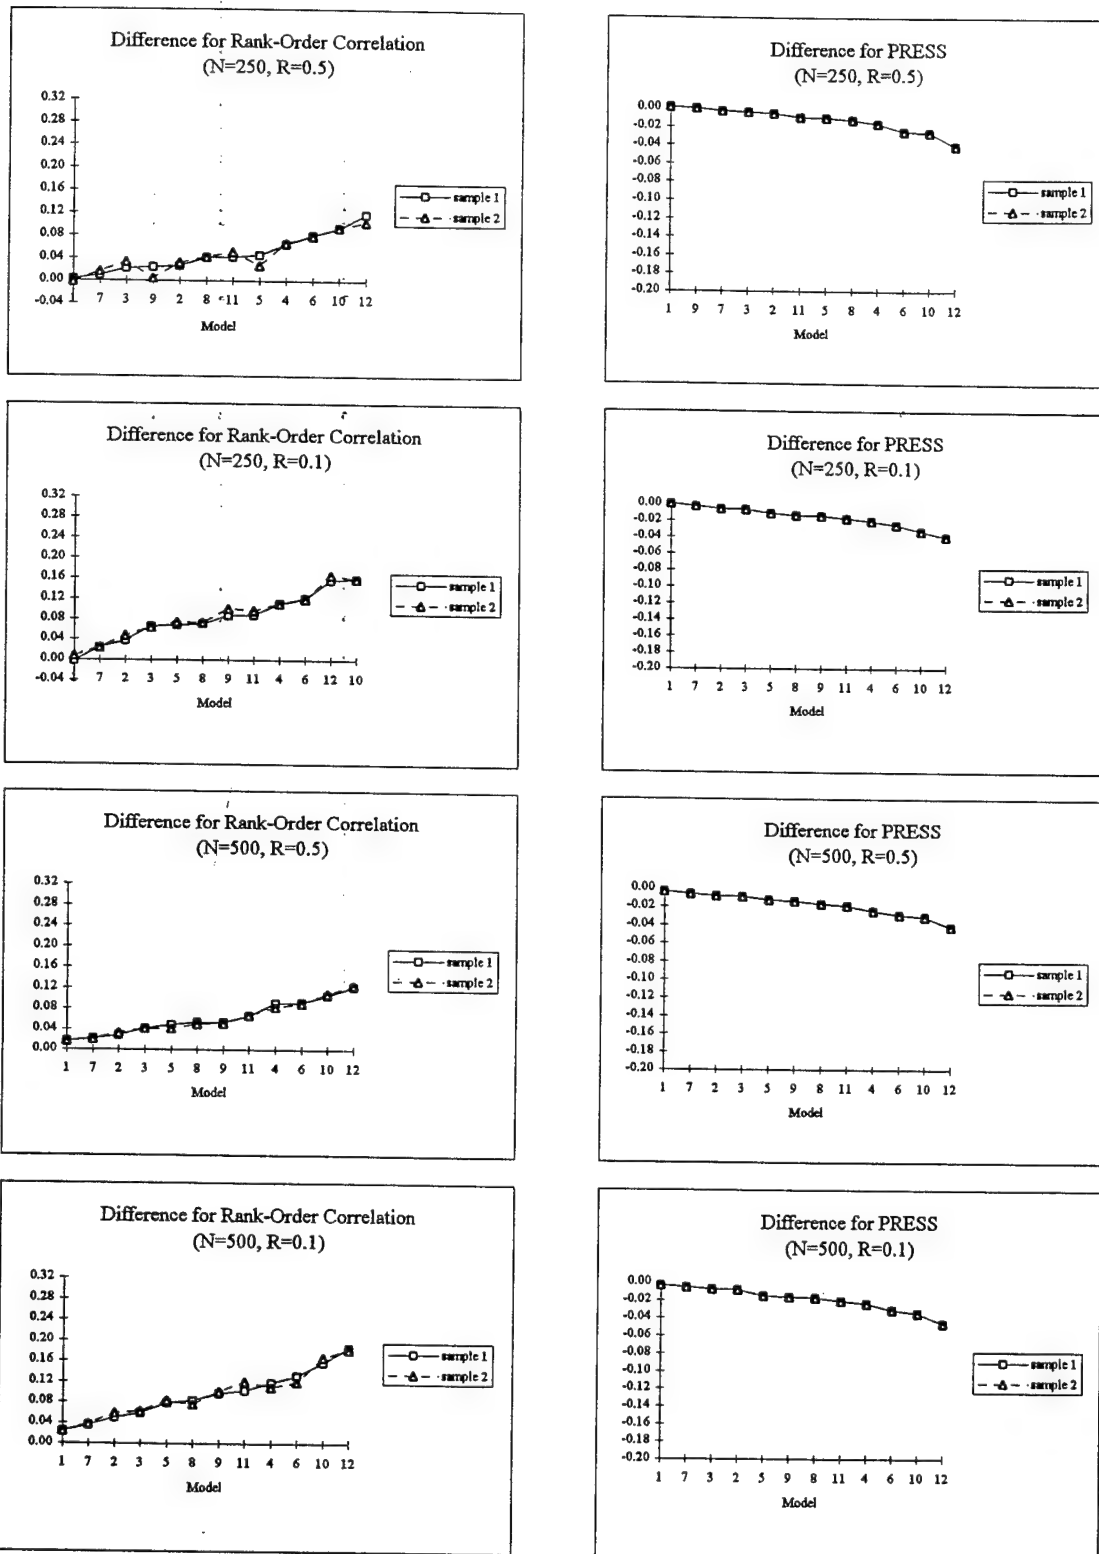 Difference for Rank-Order Correlation
(N=250, R=0.5)
0.32
0.28
0.24
0.20
0.16
0.12
0.08
0.04
0.00
-0.04
1 7 3 9 2 8 11 5 4 6 10 12
Model
sample 1
sample 2
Difference for PRESS
(N=250, R=0.5)
0.00
-0.02
-0.04
-0.06
-0.08
-0.10
-0.12
-0.14
-0.16
-0.18
-0.20
1 9 7 3 2 11 5 8 4 6 10 12
Model
sample 1
sample 2
Difference for Rank-Order Correlation
(N=250, R=0.1)
0.32
0.28
0.24
0.20
0.16
0.12
0.08
0.04
0.00
-0.04
1 7 2 3 5 8 9 11 4 6 12 10
Model
sample 1
sample 2
Difference for PRESS
(N=250, R=0.1)
0.00
-0.02
-0.04
-0.06
-0.08
-0.10
-0.12
-0.14
-0.16
-0.18
-0.20
1 7 2 3 5 8 9 11 4 6 10 12
Model
sample 1
sample 2
Difference for Rank-Order Correlation
(N=500, R=0.5)
0.32
0.28
0.24
0.20
0.16
0.12
0.08
0.04
0.00
1 7 2 3 5 8 9 11 4 6 10 12
Model
sample 1
sample 2
Difference for PRESS
(N=500, R=0.5)
0.00
-0.02
-0.04
-0.06
-0.08
-0.10
-0.12
-0.14
-0.16
-0.18
-0.20
1 7 2 3 5 9 8 11 4 6 10 12
Model
sample 1
sample 2
Difference for Rank-Order Correlation
(N=500, R=0.1)
0.32
0.28
0.24
0.20
0.16
0.12
0.08
0.04
0.00
1 7 2 3 5 8 9 11 4 6 10 12
Model
sample 1
sample 2
Difference for PRESS
(N=500, R=0.1)
0.00
-0.02
-0.04
-0.06
-0.08
-0.10
-0.12
-0.14
-0.16
-0.18
-0.20
1 7 3 2 5 9 8 11 4 6 10 12
Model
sample 1
sample 2